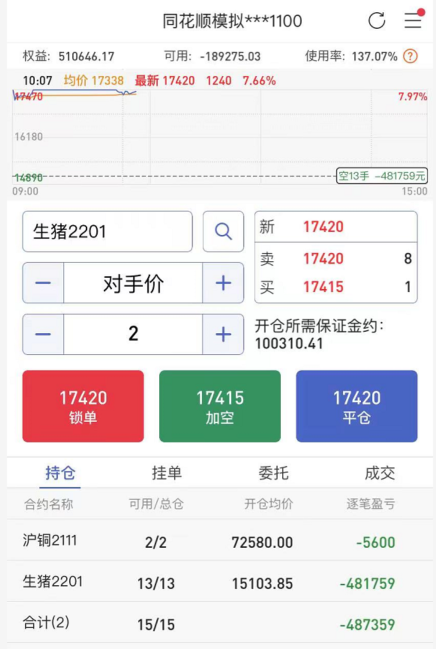 同花顺模拟***1100
权益: 510646.17 可用: -189275.03 使用率: 137.07% ?
10:07 均价 17338 最新 17420 1240 7.66%
17470 7.97%
16180
14890 空13手 -481759元
09:00 15:00
生猪2201
新 17420
卖 17420 8
买 17415 1
− 对手价 +
− 2 +
开仓所需保证金约:
100310.41
17420 17415 17420
锁单 加空 平仓
持仓 挂单 委托 成交
合约名称 可用/总仓 开仓均价 逐笔盈亏
沪铜2111 2/2 72580.00 -5600
生猪2201 13/13 15103.85 -481759
合计(2) 15/15 -487359